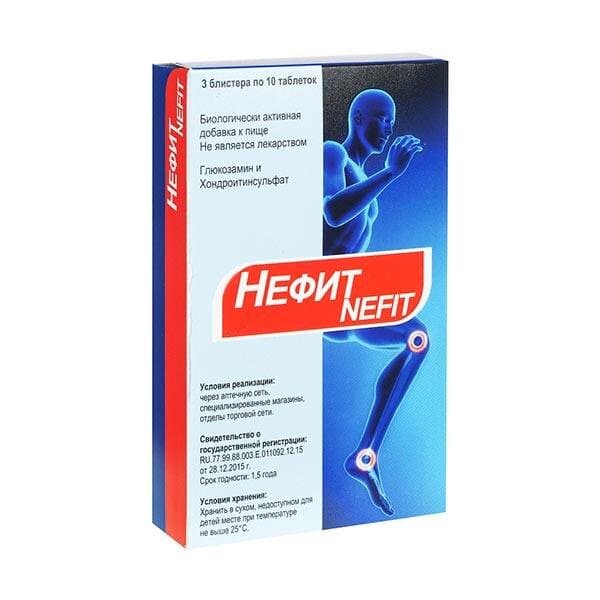 3 блистера по 10 таблеток
Биологически активная
добавка к пище
Не является лекарством
Глюкозамин и
Хондроитинсульфат
НЕФИТ
NEFIT
Условия реализации:
через аптечную сеть,
специализированные магазины,
отделы торговой сети.
Свидетельство о
государственной регистрации:
RU.77.99.88.003.Е.011092.12.15
от 28.12.2015 г.
Срок годности: 1,5 года
Условия хранения:
Хранить в сухом, недоступном для
детей месте при температуре
не выше 25°С.
НЕФИТ
NEFIT